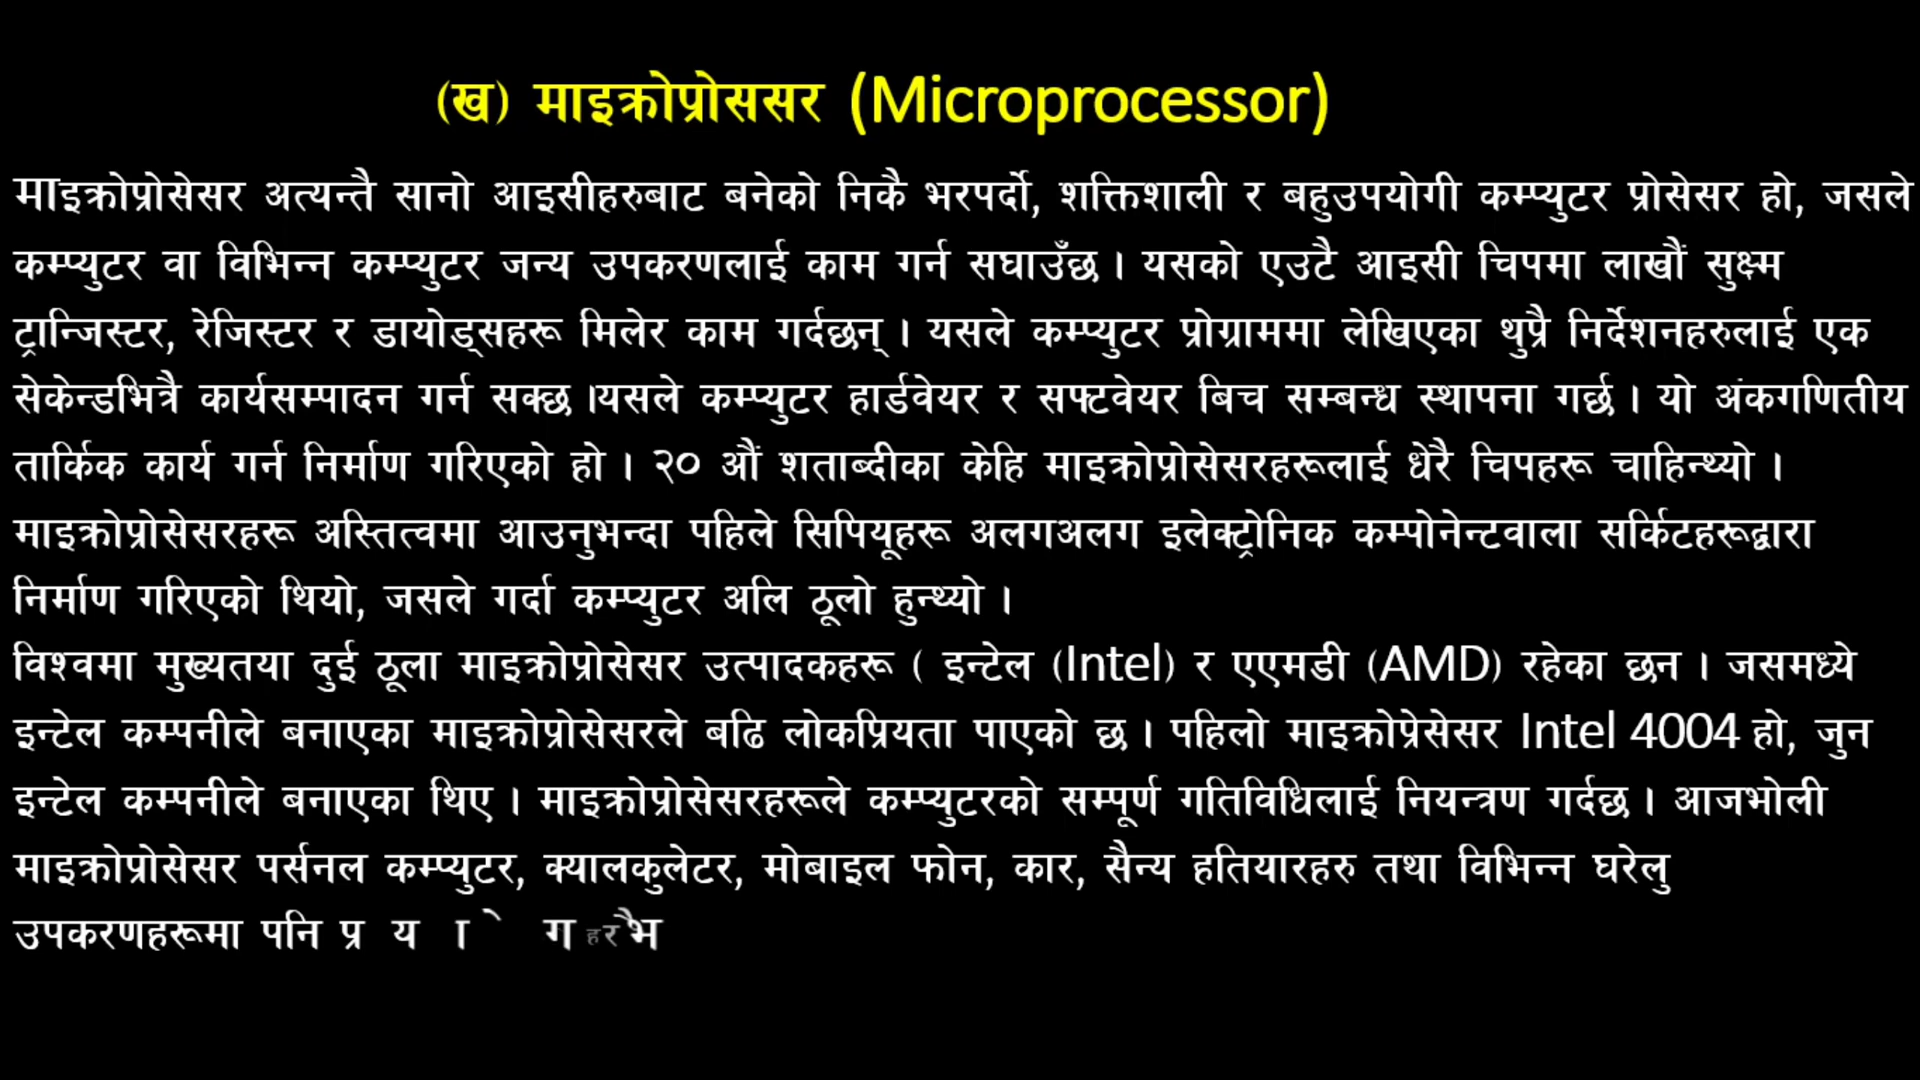 (ख) माइक्रोप्रोससर (Microprocessor)
माइक्रोप्रोसेसर अत्यन्तै सानो आइसीहरुबाट बनेको निकै भरपर्दो, शक्तिशाली र बहुउपयोगी कम्प्युटर प्रोसेसर हो, जसले
कम्प्युटर वा विभिन्न कम्प्युटर जन्य उपकरणलाई काम गर्न सघाउँछ । यसको एउटै आइसी चिपमा लाखौं सुक्ष्म
ट्रान्जिस्टर, रेजिस्टर र डायोड्सहरू मिलेर काम गर्दछन् । यसले कम्प्युटर प्रोग्राममा लेखिएका थुप्रै निर्देशनहरुलाई एक
सेकेन्डभित्रै कार्यसम्पादन गर्न सक्छ ।यसले कम्प्युटर हार्डवेयर र सफ्टवेयर बिच सम्बन्ध स्थापना गर्छ । यो अंकगणितीय
तार्किक कार्य गर्न निर्माण गरिएको हो । २० औं शताब्दीका केहि माइक्रोप्रोसेसरहरूलाई धेरै चिपहरू चाहिन्थ्यो ।
माइक्रोप्रोसेसरहरू अस्तित्वमा आउनुभन्दा पहिले सिपियूहरू अलगअलग इलेक्ट्रोनिक कम्पोनेन्टवाला सर्किटहरूद्वारा
निर्माण गरिएको थियो, जसले गर्दा कम्प्युटर अलि ठूलो हुन्थ्यो ।
विश्वमा मुख्यतया दुई ठूला माइक्रोप्रोसेसर उत्पादकहरू ( इन्टेल (Intel) र एएमडी (AMD) रहेका छन । जसमध्ये
इन्टेल कम्पनीले बनाएका माइक्रोप्रोसेसरले बढि लोकप्रियता पाएको छ । पहिलो माइक्रोप्रेसेसर Intel 4004 हो, जुन
इन्टेल कम्पनीले बनाएका थिए । माइक्रोप्रोसेसरहरूले कम्प्युटरको सम्पूर्ण गतिविधिलाई नियन्त्रण गर्दछ । आजभोली
माइक्रोप्रोसेसर पर्सनल कम्प्युटर, क्यालकुलेटर, मोबाइल फोन, कार, सैन्य हतियारहरु तथा विभिन्न घरेलु
उपकरणहरूमा पनि